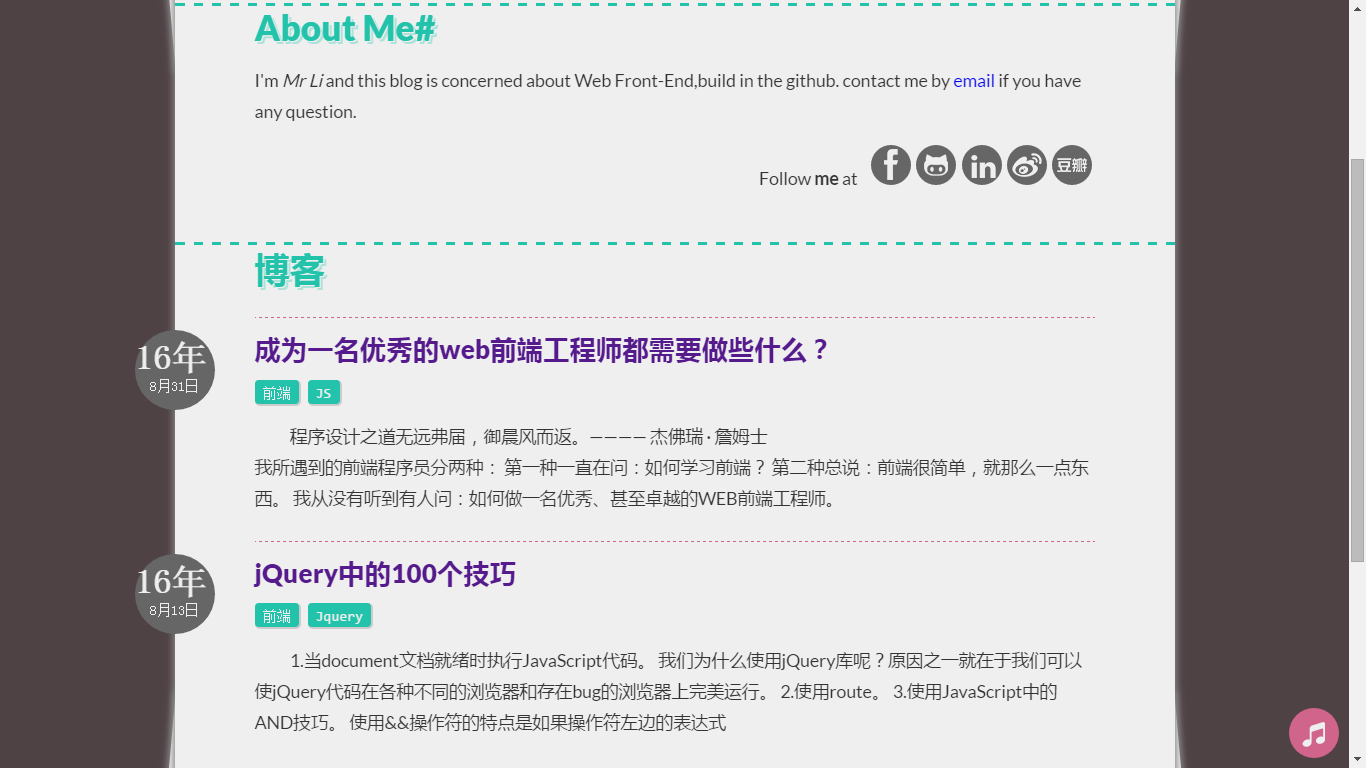 About Me#
I'm Mr Li and this blog is concerned about Web Front-End,build in the github. contact me by email if you have
any question.
Follow me at
豆瓣
博客
16年
8月31日
成为一名优秀的web前端工程师都需要做些什么？
前端 JS
程序设计之道无远弗届，御晨风而返。———— 杰佛瑞 · 詹姆士
我所遇到的前端程序员分两种： 第一种一直在问：如何学习前端？ 第二种总说：前端很简单，就那么一点东
西。 我从没有听到有人问：如何做一名优秀、甚至卓越的WEB前端工程师。
16年
8月13日
jQuery中的100个技巧
前端 Jquery
1.当document文档就绪时执行JavaScript代码。 我们为什么使用jQuery库呢？原因之一就在于我们可以
使jQuery代码在各种不同的浏览器和存在bug的浏览器上完美运行。 2.使用route。 3.使用JavaScript中的
AND技巧。 使用&&操作符的特点是如果操作符左边的表达式